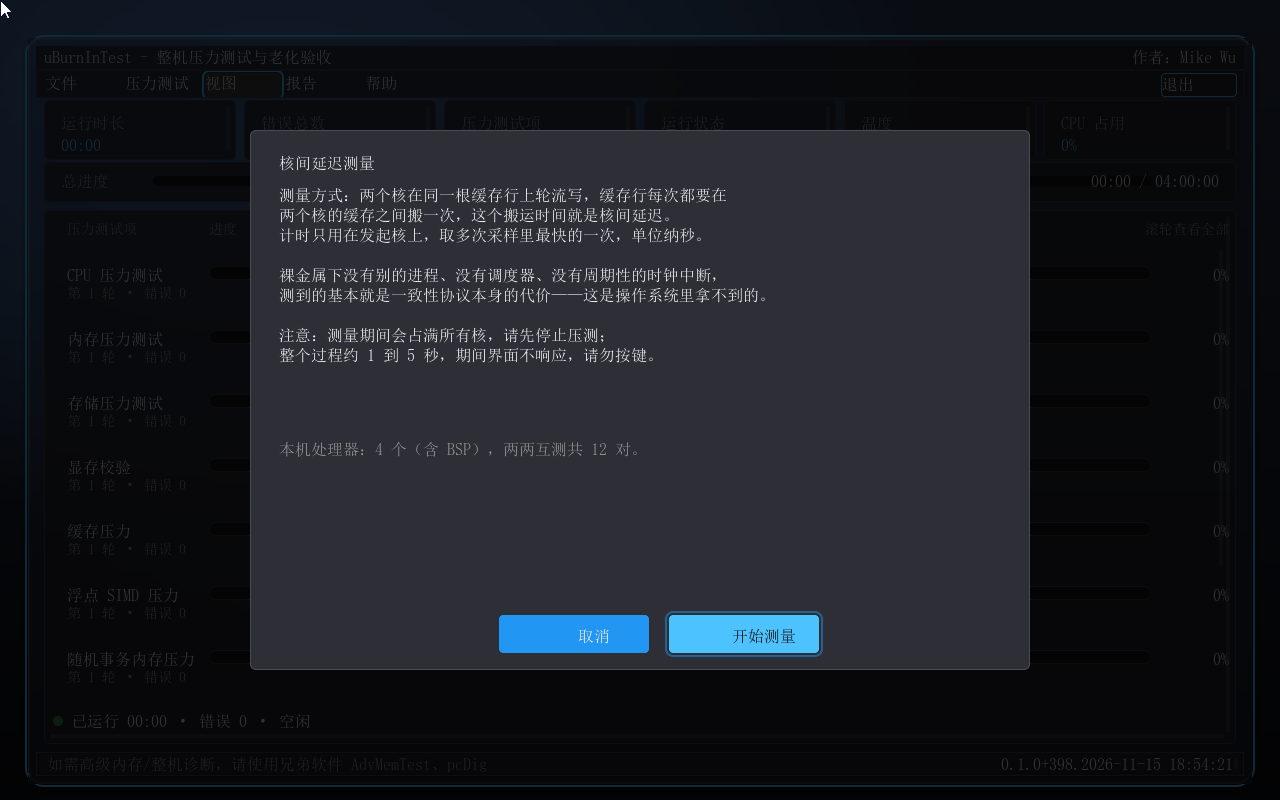 uBurnInTest - 整机压力测试与老化验收
作者: Mike Wu
文件 压力测试 视图 报告 帮助 退出
运行时长 错误总数 压力测试项 运行状态 温度 CPU 占用
00:00 0%
总进度 00:00 / 04:00:00
压力测试项 进度 滚轮查看全部
核间延迟测量
测量方式: 两个核在同一根缓存行上轮流写, 缓存行每次都要在
两个核的缓存之间搬一次, 这个搬运时间就是核间延迟。
计时只用在发起核上, 取多次采样里最快的一次, 单位纳秒。
裸金属下没有别的进程、没有调度器、没有周期性的时钟中断,
测到的基本就是一致性协议本身的代价——这是操作系统里拿不到的。
注意: 测量期间会占满所有核, 请先停止压测;
整个过程约 1 到 5 秒, 期间界面不响应, 请勿按键。
本机处理器: 4 个（含 BSP）, 两两互测共 12 对。
取消 开始测量
CPU 压力测试 0%
第 1 轮 · 错误 0
内存压力测试 0%
第 1 轮 · 错误 0
存储压力测试 0%
第 1 轮 · 错误 0
显存校验 0%
第 1 轮 · 错误 0
缓存压力 0%
第 1 轮 · 错误 0
浮点 SIMD 压力 0%
第 1 轮 · 错误 0
随机事务内存压力 0%
第 1 轮 · 错误 0
已运行 00:00 · 错误 0 · 空闲
如需高级内存/整机诊断, 请使用兄弟软件 AdvMemTest、pcDig
0.1.0+398.2026-11-15 18:54:21